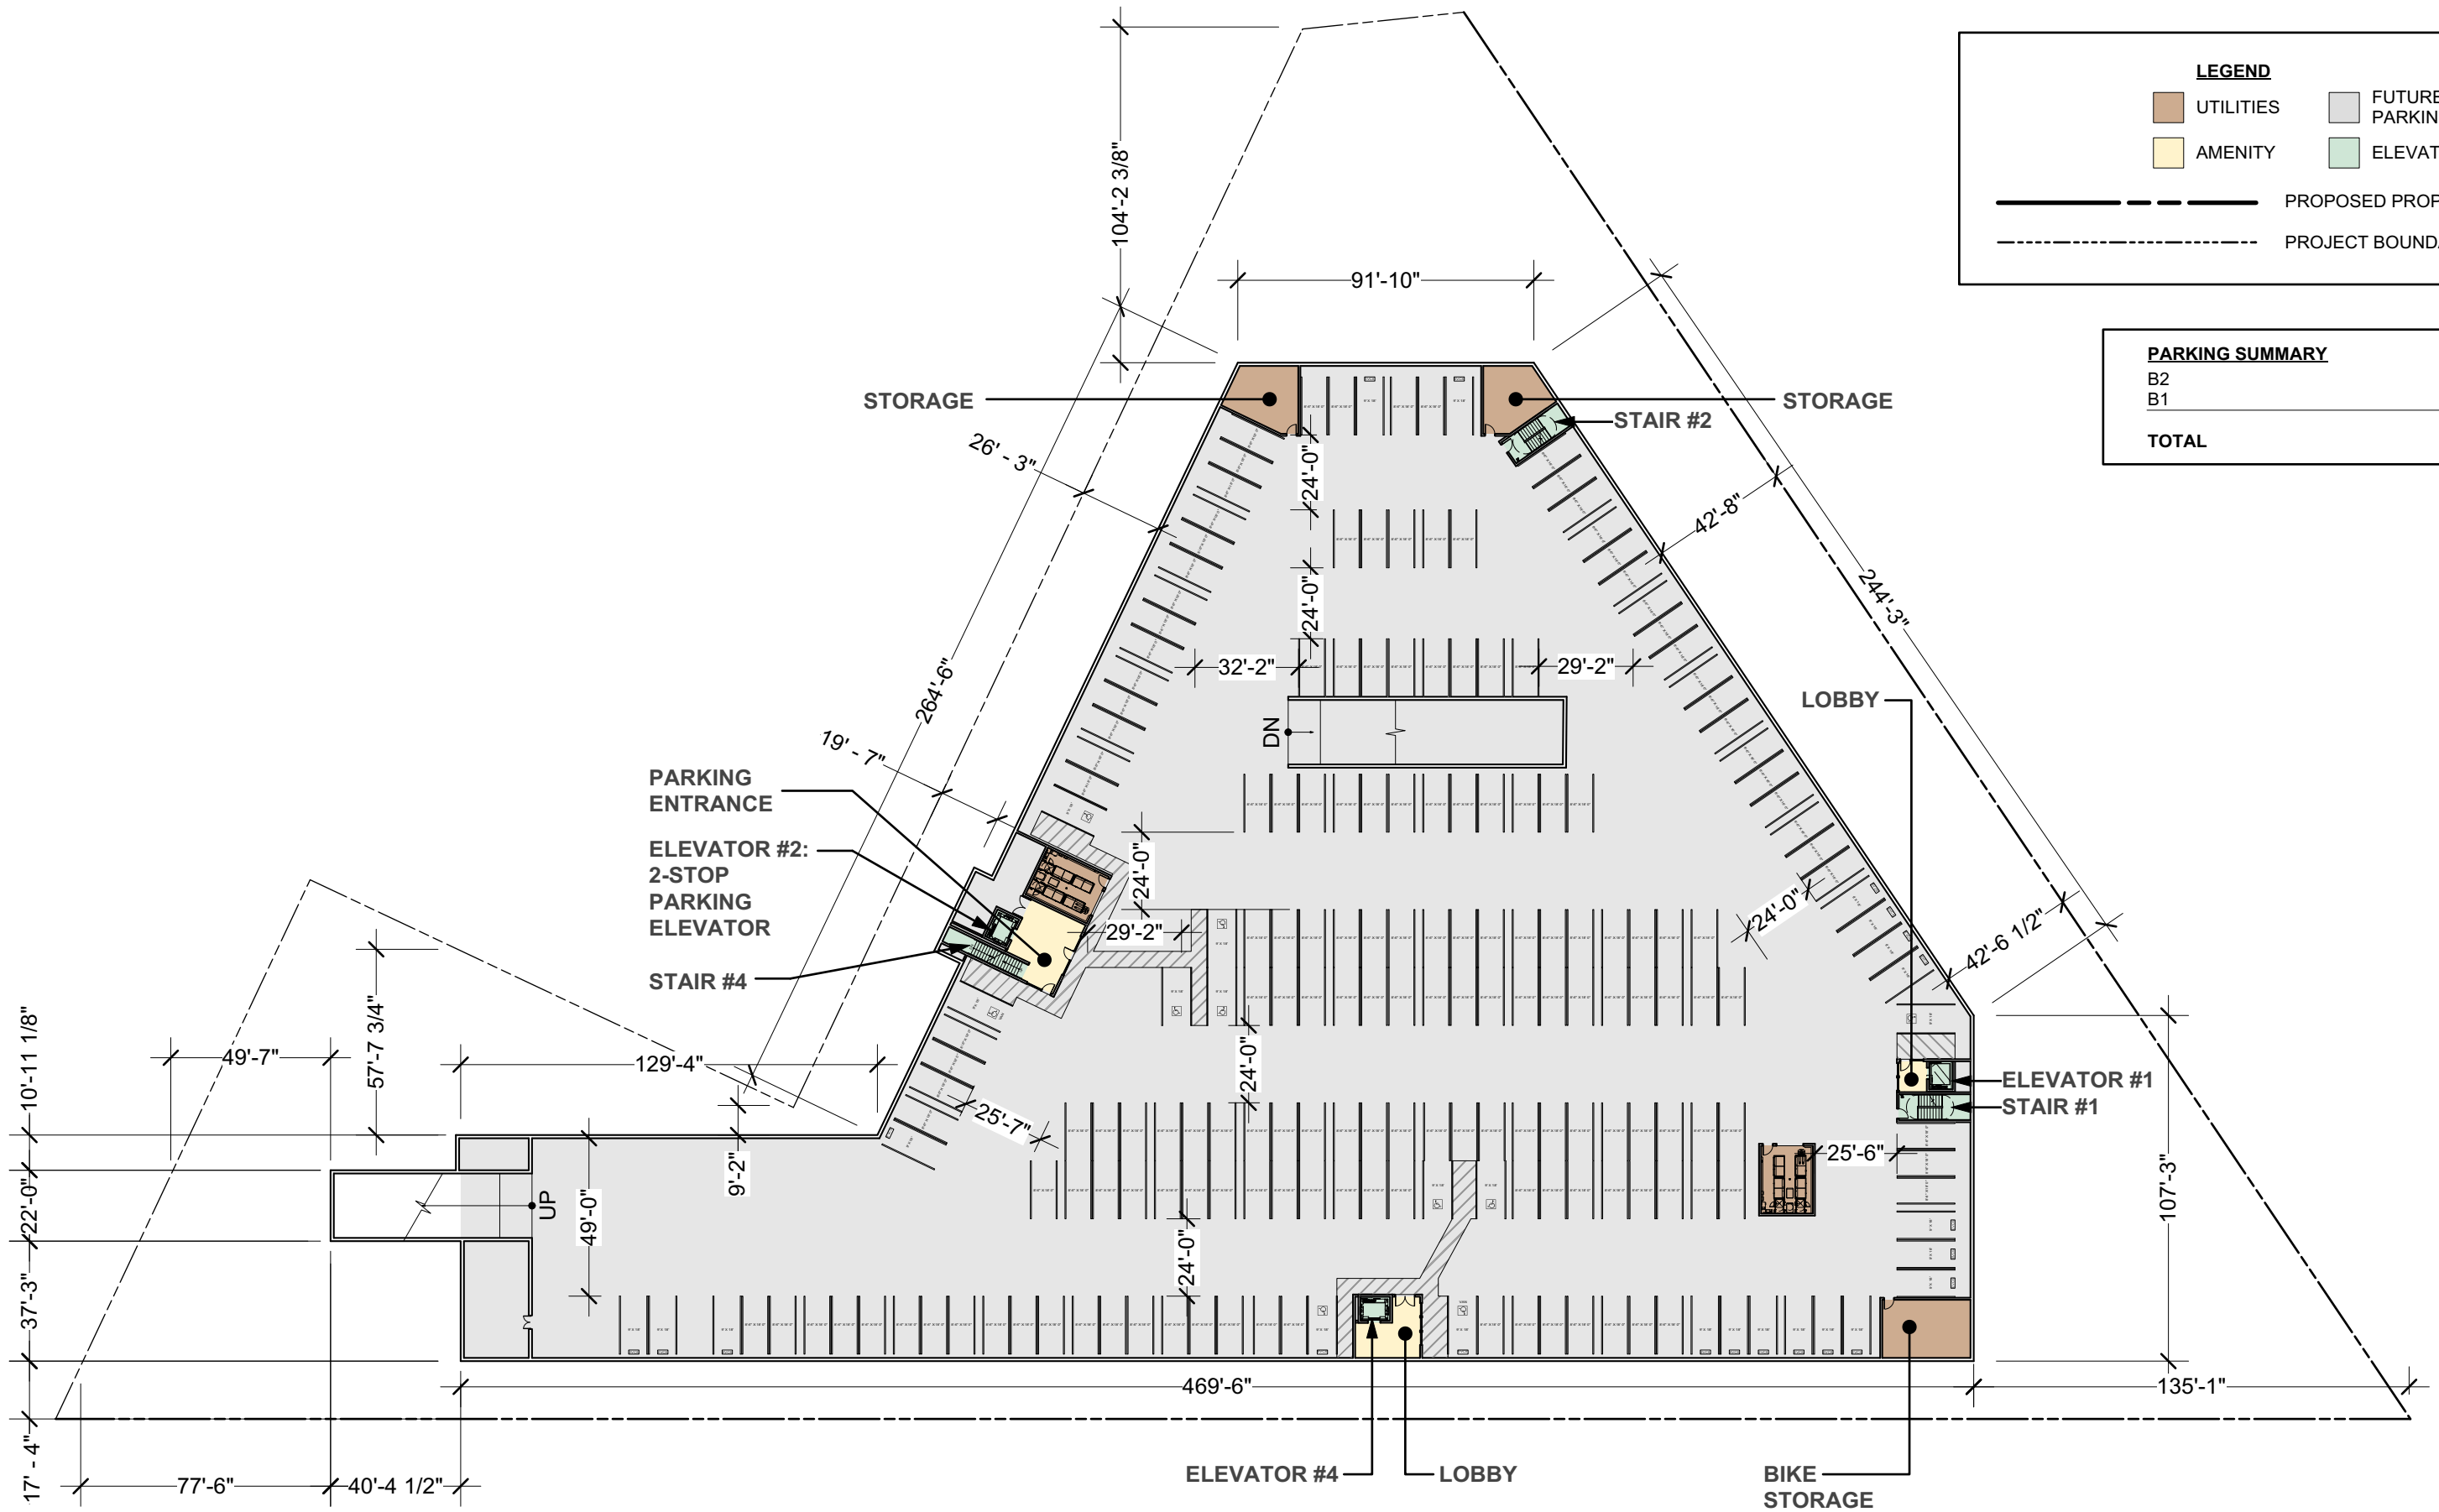 LEGEND
UTILITIES
FUTURE
PARKIN
AMENITY
ELEVAT
PROPOSED PROP
PROJECT BOUND
PARKING SUMMARY
B2
B1
TOTAL
104'-2 3/8"
91'-10"
STORAGE
STORAGE
STAIR #2
26' - 3"
24'-0"
42'-8"
24'-0"
244'-3"
32'-2"
29'-2"
264'-6"
LOBBY
DN
19' - 7"
PARKING
ENTRANCE
ELEVATOR #2:
2-STOP
PARKING
ELEVATOR
24'-0"
24'-0"
29'-2"
42'-6 1/2"
STAIR #4
57'-7 3/4"
10'-11 1/8"
49'-7"
129'-4"
24'-0"
ELEVATOR #1
STAIR #1
25'-7"
25'-6"
9'-2"
UP
49'-0"
22'-0"
107'-3"
24'-0"
37'-3"
469'-6"
135'-1"
17' - 4"
77'-6"
40'-4 1/2"
ELEVATOR #4
LOBBY
BIKE
STORAGE